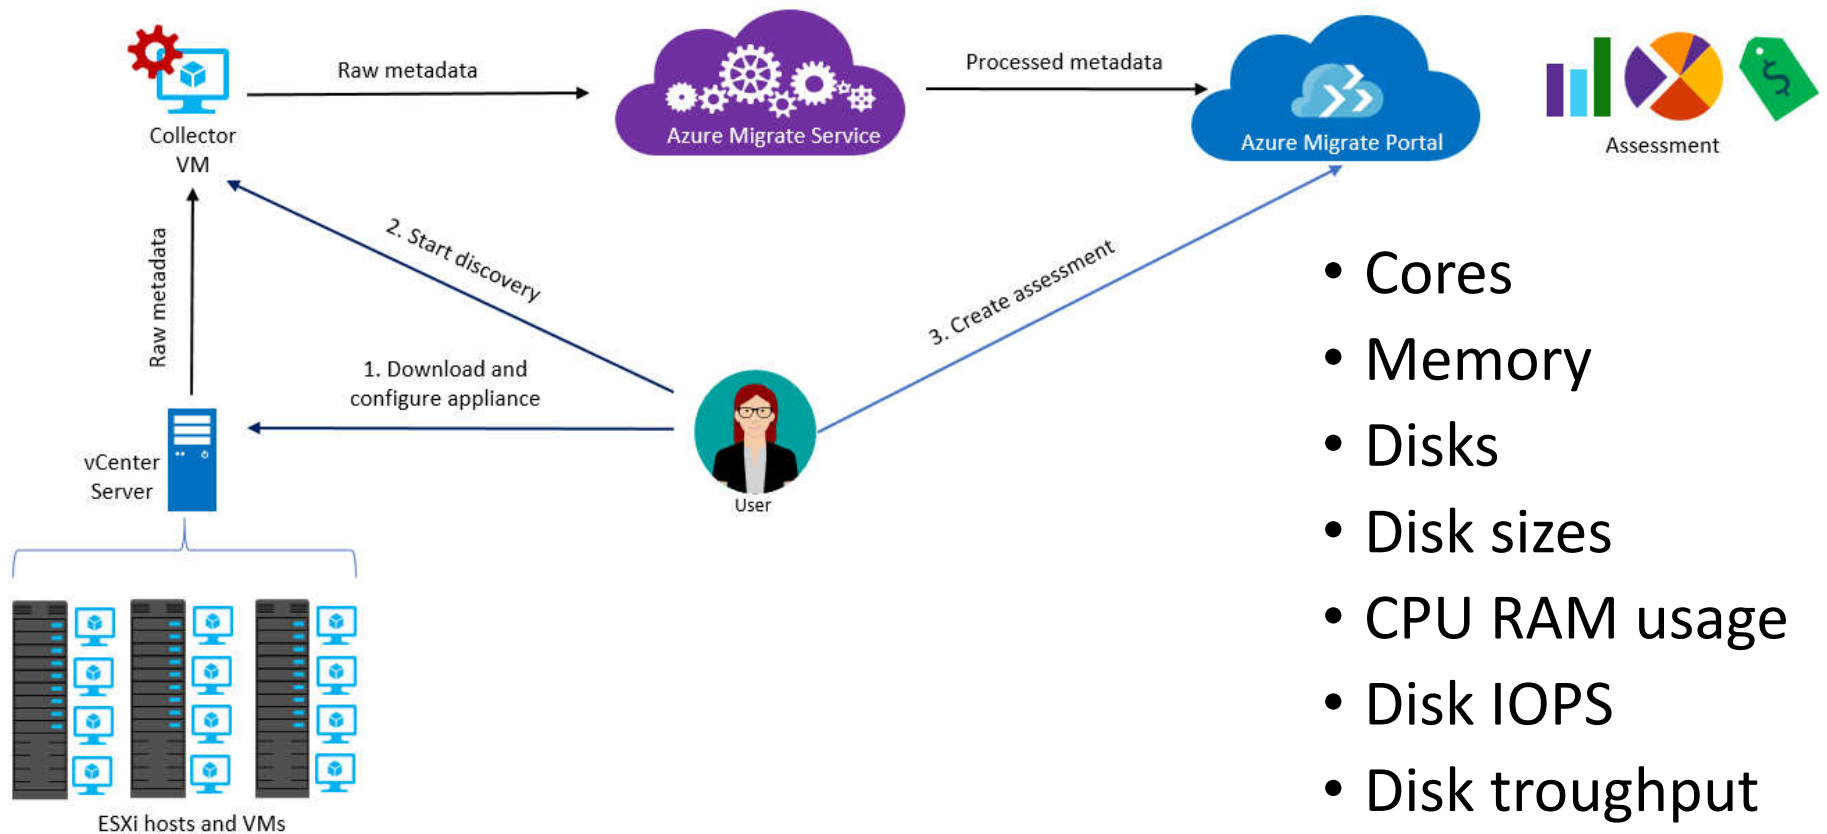 Raw metadata
Processed metadata
Collector
VM
Azure Migrate Service
Azure Migrate Portal
Assessment
2. Start discovery
3. Create assessment
Raw metadata
1. Download and
configure appliance
vCenter
Server
User
ESXi hosts and VMs
• Cores
• Memory
• Disks
• Disk sizes
• CPU RAM usage
• Disk IOPS
• Disk troughput